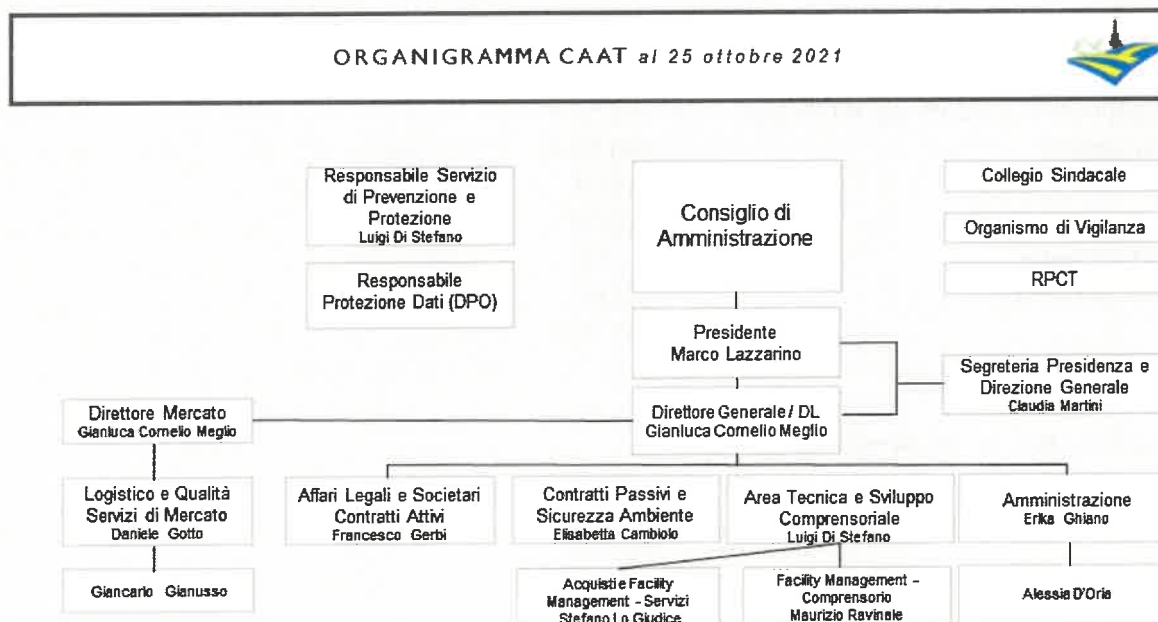 ORGANIGRAMMA CAAT al 25 ottobre 2021
Responsabile Servizio
di Prevenzione e
Protezione
Luigi Di Stefano
Responsabile
Protezione Dati (DPO)
Consiglio di
Amministrazione
Collegio Sindacale
Organismo di Vigilanza
RPCT
Presidente
Marco Lazzarino
Segreteria Presidenza e
Direzione Generale
Claudia Martini
Direttore Mercato
Gianluca Cornelio Meglio
Direttore Generale / DL
Gianluca Cornelio Meglio
Logistico e Qualità
Servizi di Mercato
Daniele Gotto
Affari Legali e Societari
Contratti Attivi
Francesco Gerbi
Contratti Passivi e
Sicurezza Ambiente
Elisabetta Cambiolo
Area Tecnica e Sviluppo
Comprensoriale
Luigi Di Stefano
Amministrazione
Erika Ghiano
Giancarlo Gianusso
Acquisti e Facility
Management – Servizi
Stefano Lo Giudice
Facility Management –
Comprensorio
Maurizio Ravinale
Alessia D'Oria